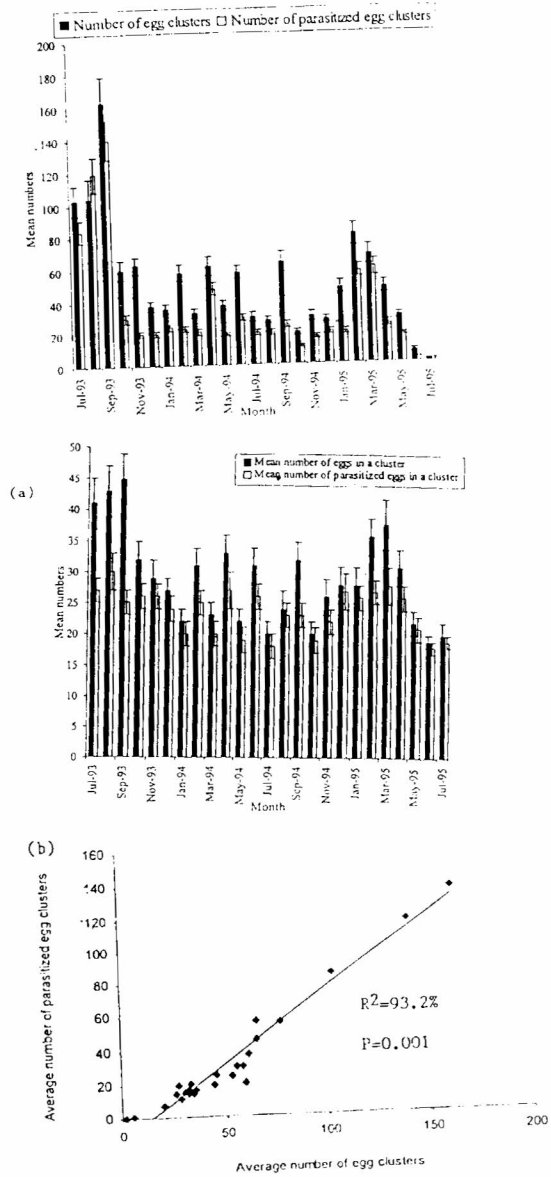 Number of egg clusters Number of parasitized egg clusters
200
180
160
140
120
100
80
60
40
20
0
Mean numbers
Jul-93 Sep-93 Nov-93 Jan-94 Mar-94 May-94 Jul-94 Sep-94 Nov-94 Jan-95 Mar-95 May-95 Jul-95
Month
(a)
Mean number of eggs in a cluster
Mean number of parasitized eggs in a cluster
50
45
40
35
30
25
20
15
10
5
0
Mean numbers
Jul-93 Sep-93 Nov-93 Jan-94 Mar-94 May-94 Jul-94 Sep-94 Nov-94 Jan-95 Mar-95 May-95 Jul-95
Month
(b)
160
140
120
100
80
60
40
20
0
Average number of parasitized egg clusters
R²=93.2%
P=0.001
0 50 100 150 200
Average number of egg clusters